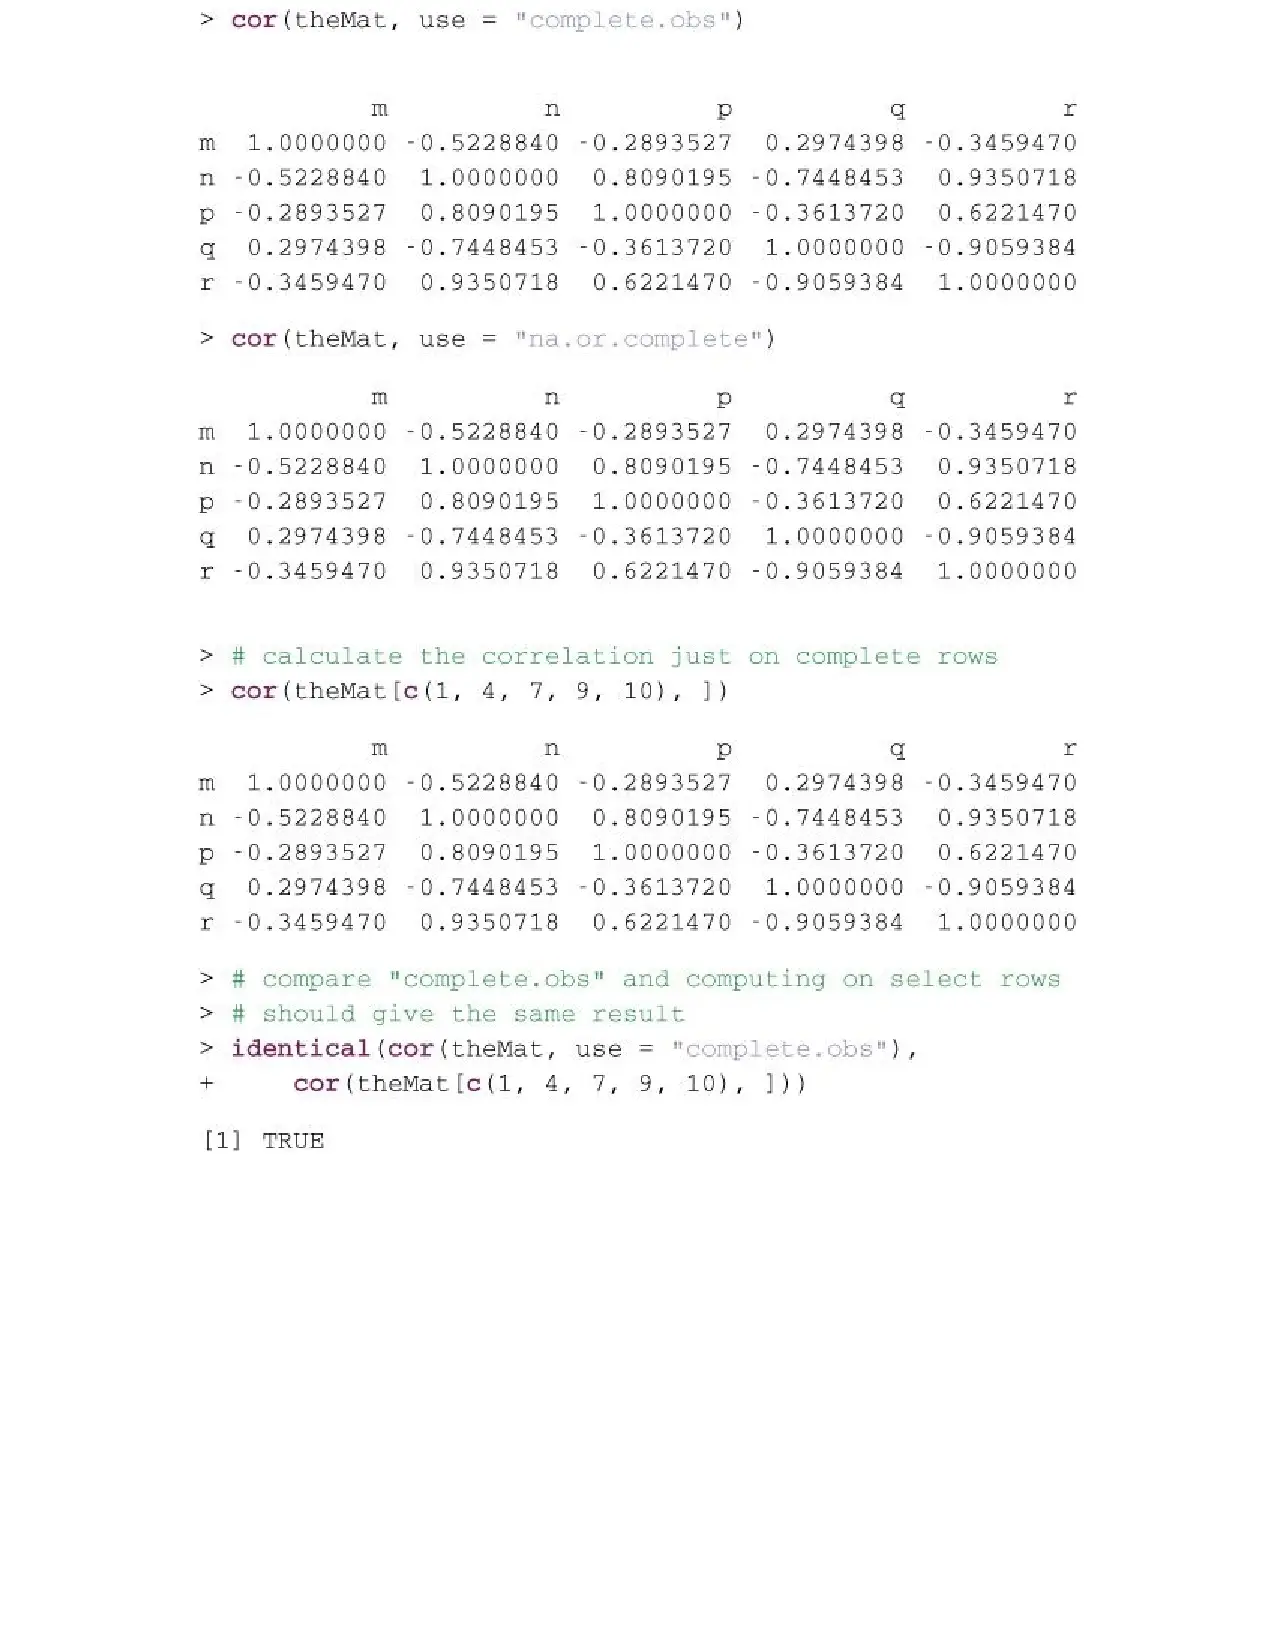 > cor(theMat, use = "complete.obs")
m n p q r
m 1.0000000 -0.5228840 -0.2893527 0.2974398 -0.3459470
n -0.5228840 1.0000000 0.8090195 -0.7448453 0.9350718
p -0.2893527 0.8090195 1.0000000 -0.3613720 0.6221470
q 0.2974398 -0.7448453 -0.3613720 1.0000000 -0.9059384
r -0.3459470 0.9350718 0.6221470 -0.9059384 1.0000000
> cor(theMat, use = "na.or.complete")
m n p q r
m 1.0000000 -0.5228840 -0.2893527 0.2974398 -0.3459470
n -0.5228840 1.0000000 0.8090195 -0.7448453 0.9350718
p -0.2893527 0.8090195 1.0000000 -0.3613720 0.6221470
q 0.2974398 -0.7448453 -0.3613720 1.0000000 -0.9059384
r -0.3459470 0.9350718 0.6221470 -0.9059384 1.0000000
> # calculate the correlation just on complete rows
> cor(theMat[c(1, 4, 7, 9, 10), ])
m n p q r
m 1.0000000 -0.5228840 -0.2893527 0.2974398 -0.3459470
n -0.5228840 1.0000000 0.8090195 -0.7448453 0.9350718
p -0.2893527 0.8090195 1.0000000 -0.3613720 0.6221470
q 0.2974398 -0.7448453 -0.3613720 1.0000000 -0.9059384
r -0.3459470 0.9350718 0.6221470 -0.9059384 1.0000000
> # compare "complete.obs" and computing on select rows
> # should give the same result
> identical(cor(theMat, use = "complete.obs"),
+ cor(theMat[c(1, 4, 7, 9, 10), ]))
[1] TRUE